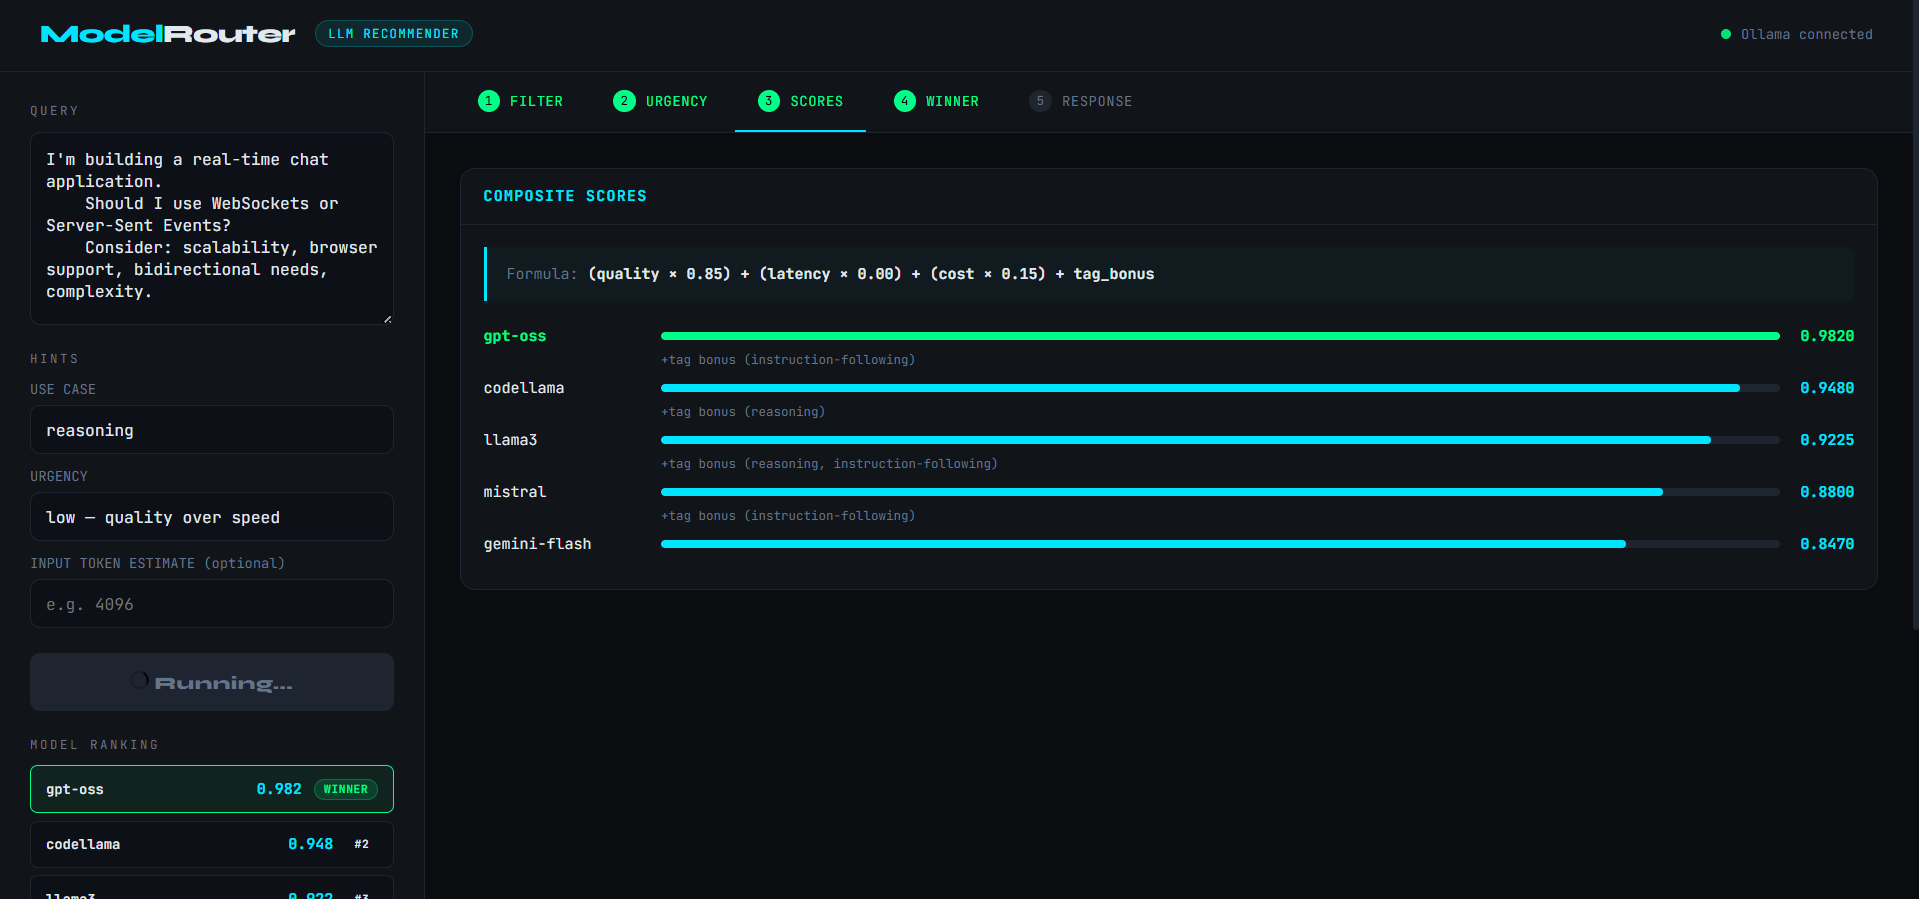 ModelRouter
LLM RECOMMENDER
Ollama connected
QUERY
I'm building a real-time chat
application.
Should I use WebSockets or
Server-Sent Events?
Consider: scalability, browser
support, bidirectional needs,
complexity.
HINTS
USE CASE
reasoning
URGENCY
low — quality over speed
INPUT TOKEN ESTIMATE (optional)
e.g. 4096
Running...
MODEL RANKING
gpt-oss 0.982 WINNER
codellama 0.948 #2
llama3 0.922 #3
1 FILTER
2 URGENCY
3 SCORES
4 WINNER
5 RESPONSE
COMPOSITE SCORES
Formula: (quality × 0.85) + (latency × 0.00) + (cost × 0.15) + tag_bonus
gpt-oss 0.9820
+tag bonus (instruction-following)
codellama 0.9480
+tag bonus (reasoning)
llama3 0.9225
+tag bonus (reasoning, instruction-following)
mistral 0.8800
+tag bonus (instruction-following)
gemini-flash 0.8470